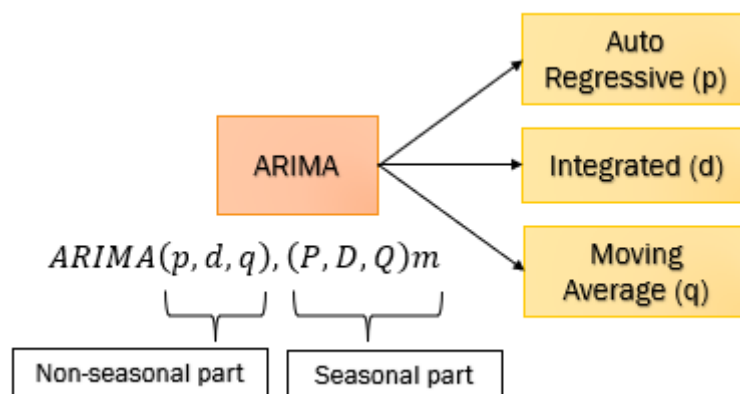 Auto
Regressive (p)
ARIMA
Integrated (d)
Moving
Average (q)
ARIMA(p, d, q), (P, D, Q)m
Non-seasonal part
Seasonal part